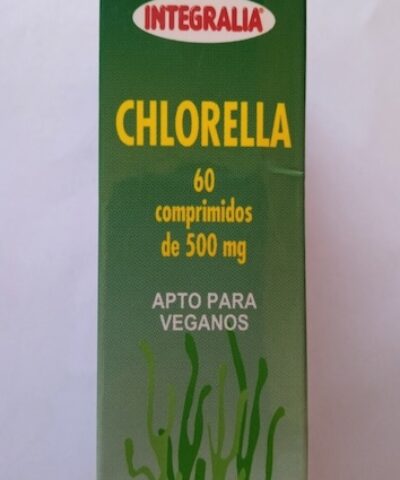 INTEGRALIA®
CHLORELLA
60
comprimidos
de 500 mg
APTO PARA
VEGANOS